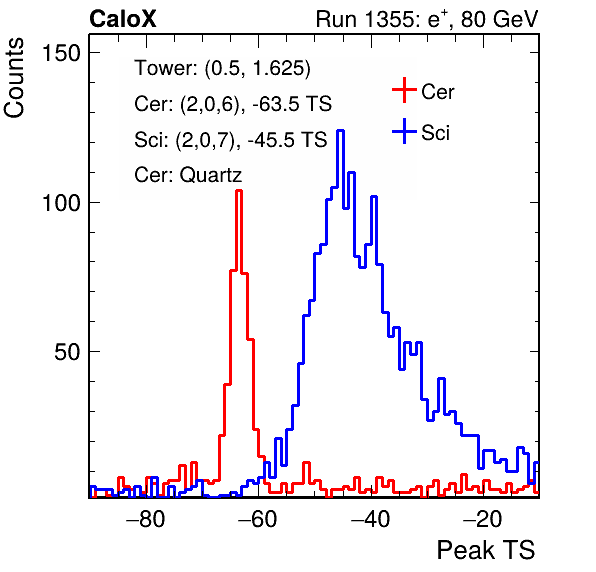 CaloX Run 1355: e⁺, 80 GeV
Counts
150
100
50
Tower: (0.5, 1.625)
Cer: (2,0,6), -63.5 TS
Sci: (2,0,7), -45.5 TS
Cer: Quartz
Cer
Sci
−80 −60 −40 −20
Peak TS